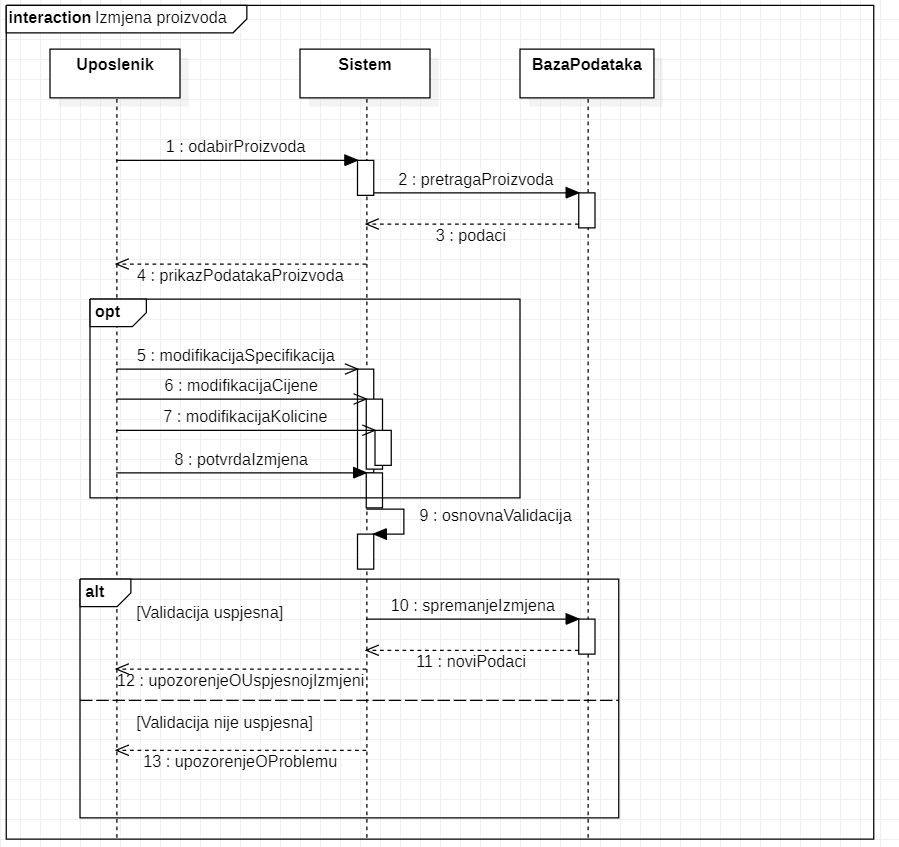 interaction Izmjena proizvoda
Uposlenik
Sistem
BazaPodataka
1 : odabirProizvoda
2 : pretragaProizvoda
3 : podaci
4 : prikazPodatakaProizvoda
opt
5 : modifikacijaSpecifikacija
6 : modifikacijaCijene
7 : modifikacijaKolicine
8 : potvrdaIzmjena
9 : osnovnaValidacija
alt
[Validacija uspjesna]
10 : spremanjeIzmjena
11 : noviPodaci
12 : upozorenjeOUspjesnojIzmjeni
[Validacija nije uspjesna]
13 : upozorenjeOProblemu